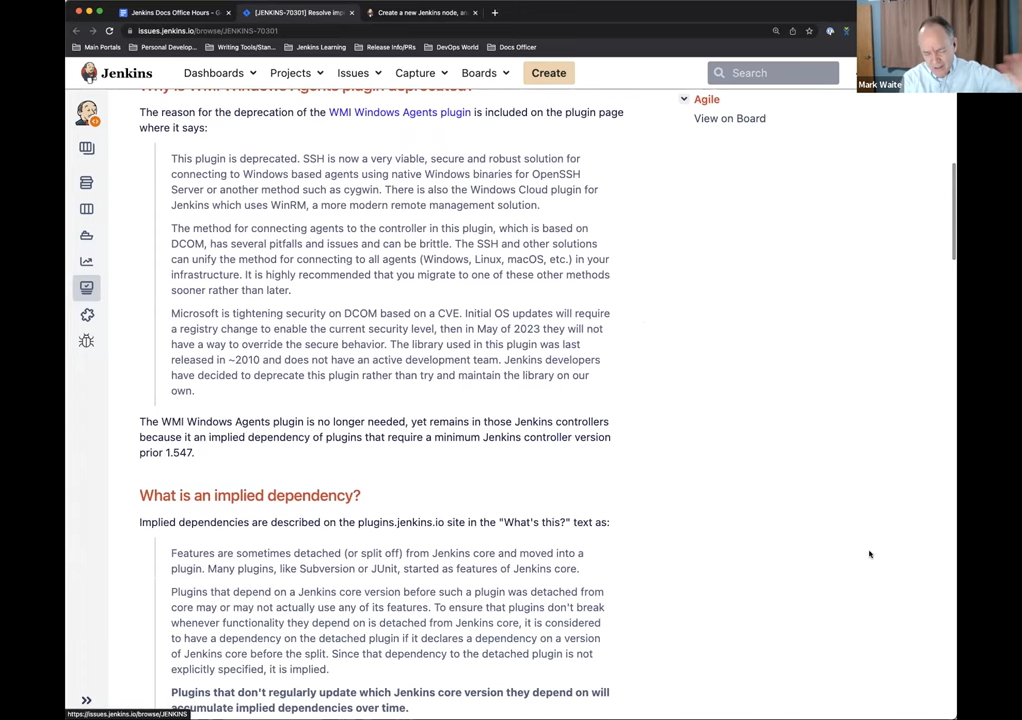 Jenkins Docs Office Hours - G
[JENKINS-70301] Resolve imp
Create a new Jenkins node, an
issues.jenkins.io/browse/JENKINS-70301
Main Portals
Personal Develop...
Writing Tools/Stan...
Jenkins Learning
Release Info/PRs
DevOps World
Docs Officer
Mark Waite
Jenkins
Dashboards
Projects
Issues
Capture
Boards
Create
Search
Why is WMI Windows Agents plugin deprecated?
Agile
View on Board
The reason for the deprecation of the WMI Windows Agents plugin is included on the plugin page
where it says:
This plugin is deprecated. SSH is now a very viable, secure and robust solution for
connecting to Windows based agents using native Windows binaries for OpenSSH
Server or another method such as cygwin. There is also the Windows Cloud plugin for
Jenkins which uses WinRM, a more modern remote management solution.
The method for connecting agents to the controller in this plugin, which is based on
DCOM, has several pitfalls and issues and can be brittle. The SSH and other solutions
can unify the method for connecting to all agents (Windows, Linux, macOS, etc.) in your
infrastructure. It is highly recommended that you migrate to one of these other methods
sooner rather than later.
Microsoft is tightening security on DCOM based on a CVE. Initial OS updates will require
a registry change to enable the current security level, then in May of 2023 they will not
have a way to override the secure behavior. The library used in this plugin was last
released in ~2010 and does not have an active development team. Jenkins developers
have decided to deprecate this plugin rather than try and maintain the library on our
own.
The WMI Windows Agents plugin is no longer needed, yet remains in those Jenkins controllers
because it an implied dependency of plugins that require a minimum Jenkins controller version
prior 1.547.
What is an implied dependency?
Implied dependencies are described on the plugins.jenkins.io site in the "What's this?" text as:
Features are sometimes detached (or split off) from Jenkins core and moved into a
plugin. Many plugins, like Subversion or JUnit, started as features of Jenkins core.
Plugins that depend on a Jenkins core version before such a plugin was detached from
core may or may not actually use any of its features. To ensure that plugins don't break
whenever functionality they depend on is detached from Jenkins core, it is considered
to have a dependency on the detached plugin if it declares a dependency on a version
of Jenkins core before the split. Since that dependency to the detached plugin is not
explicitly specified, it is implied.
Plugins that don't regularly update which Jenkins core version they depend on will
accumulate implied dependencies over time.
https://issues.jenkins.io/browse/JENKINS